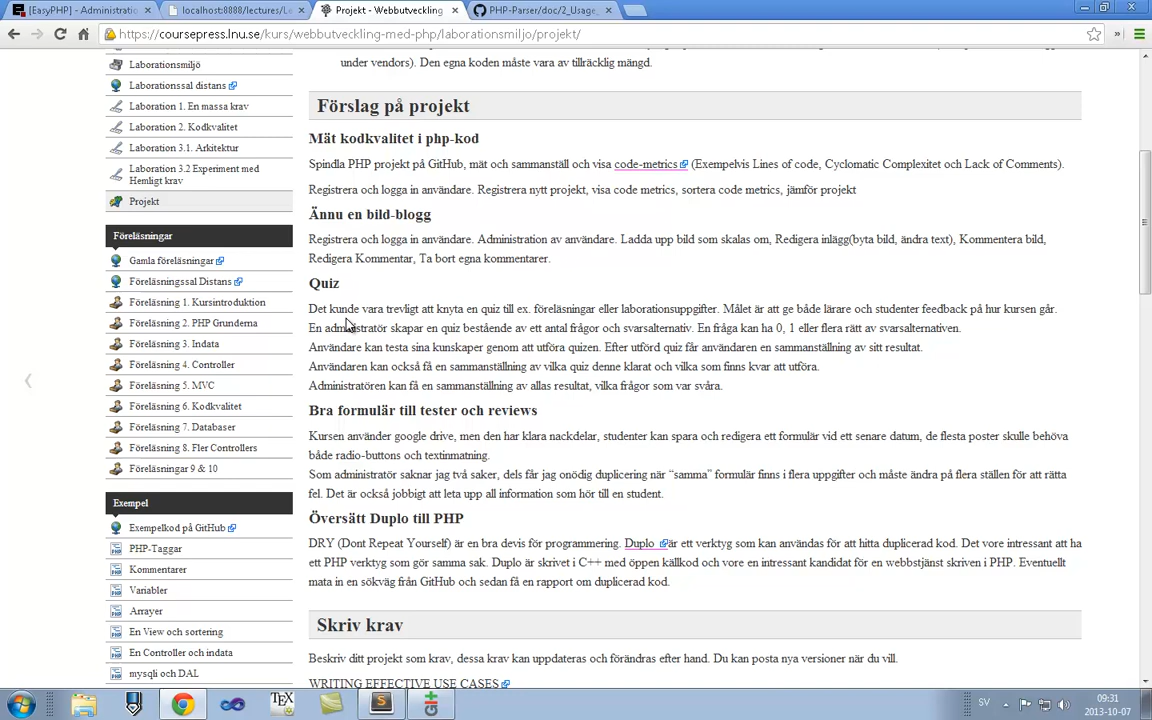 [EasyPHP] - Administratio
localhost:8888/lectures/Le
Projekt - Webbutveckling
PHP-Parser/doc/2_Usage_
https://coursepress.lnu.se/kurs/webbutveckling-med-php/laborationsmiljo/projekt/
Laborationsmiljö
Laborationssal distans
Laboration 1. En massa krav
Laboration 2. Kodkvalitet
Laboration 3.1. Arkitektur
Laboration 3.2 Experiment med
Hemligt krav
Projekt
Föreläsningar
Gamla föreläsningar
Föreläsningssal Distans
Föreläsning 1. Kursintroduktion
Föreläsning 2. PHP Grunderna
Föreläsning 3. Indata
Föreläsning 4. Controller
Föreläsning 5. MVC
Föreläsning 6. Kodkvalitet
Föreläsning 7. Databaser
Föreläsning 8. Fler Controllers
Föreläsningar 9 & 10
Exempel
Exempelkod på GitHub
PHP-Taggar
Kommentarer
Variabler
Arrayer
En View och sortering
En Controller och indata
mysqli och DAL
under vendors). Den egna koden måste vara av tillräcklig mängd.
Förslag på projekt
Mät kodkvalitet i php-kod
Spindla PHP projekt på GitHub, mät och sammanställ och visa code-metrics (Exempelvis Lines of code, Cyclomatic Complexitet och Lack of Comments).
Registrera och logga in användare. Registrera nytt projekt, visa code metrics, sortera code metrics, jämför projekt
Ännu en bild-blogg
Registrera och logga in användare. Administration av användare. Ladda upp bild som skalas om, Redigera inlägg(byta bild, ändra text), Kommentera bild,
Redigera Kommentar, Ta bort egna kommentarer.
Quiz
Det kunde vara trevligt att knyta en quiz till ex. föreläsningar eller laborationsuppgifter. Målet är att ge både lärare och studenter feedback på hur kursen går.
En administratör skapar en quiz bestående av ett antal frågor och svarsalternativ. En fråga kan ha 0, 1 eller flera rätt av svarsalternativen.
Användare kan testa sina kunskaper genom att utföra quizen. Efter utförd quiz får användaren en sammanställning av sitt resultat.
Användaren kan också få en sammanställning av vilka quiz denne klarat och vilka som finns kvar att utföra.
Administratören kan få en sammanställning av allas resultat, vilka frågor som var svåra.
Bra formulär till tester och reviews
Kursen använder google drive, men den har klara nackdelar, studenter kan spara och redigera ett formulär vid ett senare datum, de flesta poster skulle behöva
både radio-buttons och textinmatning.
Som administratör saknar jag två saker, dels får jag onödig duplicering när “samma” formulär finns i flera uppgifter och måste ändra på flera ställen för att rätta
fel. Det är också jobbigt att leta upp all information som hör till en student.
Översätt Duplo till PHP
DRY (Dont Repeat Yourself) är en bra devis för programmering. Duplo är ett verktyg som kan användas för att hitta duplicerad kod. Det vore intressant att ha
ett PHP verktyg som gör samma sak. Duplo är skrivet i C++ med öppen källkod och vore en intressant kandidat för en webbstjänst skriven i PHP. Eventuellt
mata in en sökväg från GitHub och sedan få en rapport om duplicerad kod.
Skriv krav
Beskriv ditt projekt som krav, dessa krav kan uppdateras och förändras efter hand. Du kan posta nya versioner när du vill.
WRITING EFFECTIVE USE CASES
SV
09:31
2013-10-07